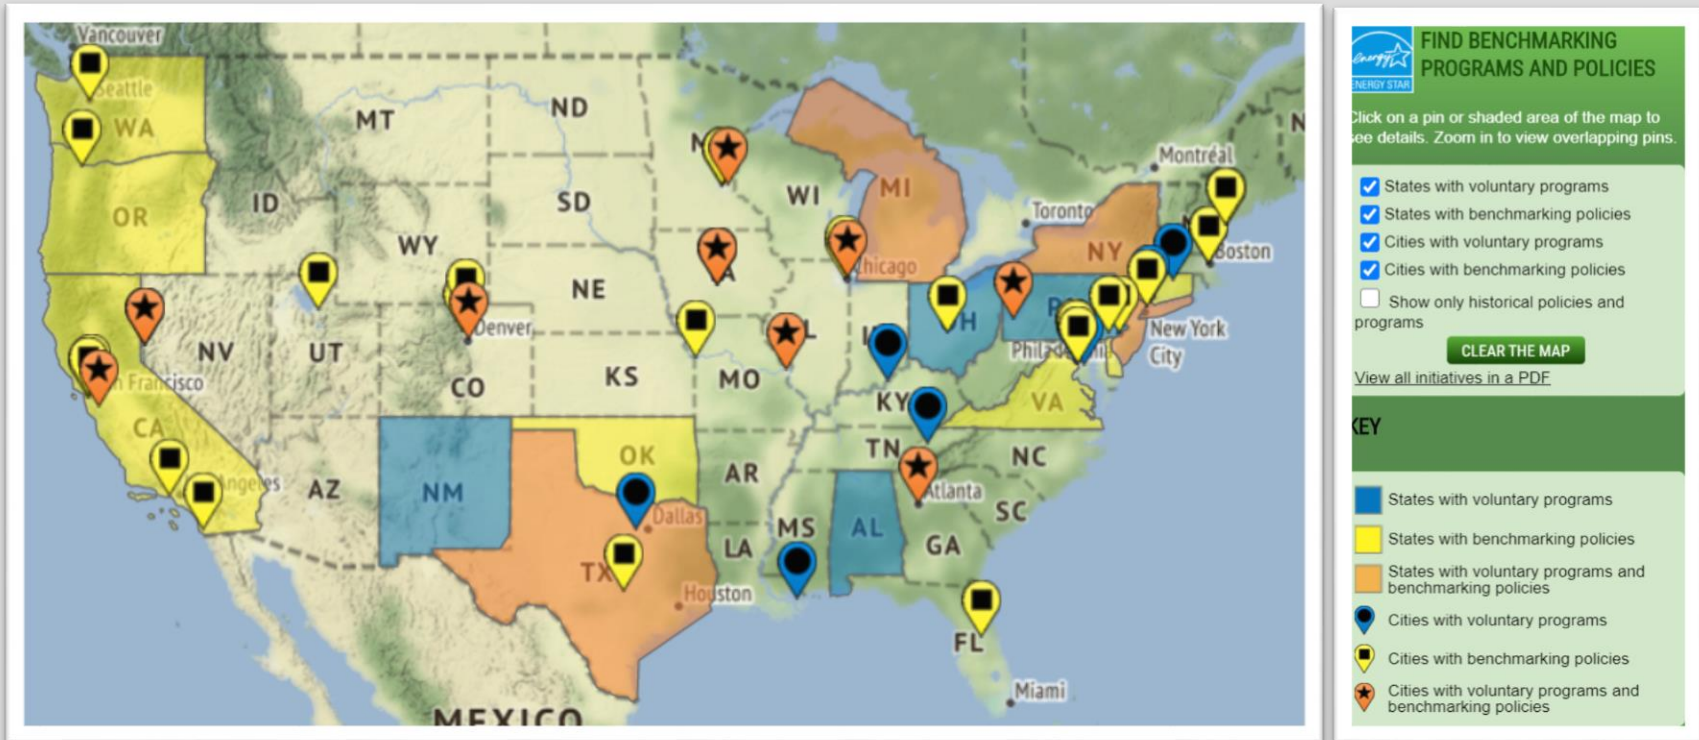 Vancouver
Seattle
WA
MT
ND
OR
ID
SD
WI
MI
Montréal
Toronto
NY
Boston
WY
Chicago
NE
NV
UT
Denver
CO
KS
MO
KY
VA
New York
City
CA
OK
AR
TN
NC
AZ
NM
Atlanta
SC
Dallas
MS
AL
GA
LA
TX
Houston
FL
Miami
MEXICO
energy
ENERGY STAR
FIND BENCHMARKING
PROGRAMS AND POLICIES
Click on a pin or shaded area of the map to
see details. Zoom in to view overlapping pins.
States with voluntary programs
States with benchmarking policies
Cities with voluntary programs
Cities with benchmarking policies
Show only historical policies and
programs
CLEAR THE MAP
View all initiatives in a PDF
KEY
States with voluntary programs
States with benchmarking policies
States with voluntary programs and
benchmarking policies
Cities with voluntary programs
Cities with benchmarking policies
Cities with voluntary programs and
benchmarking policies